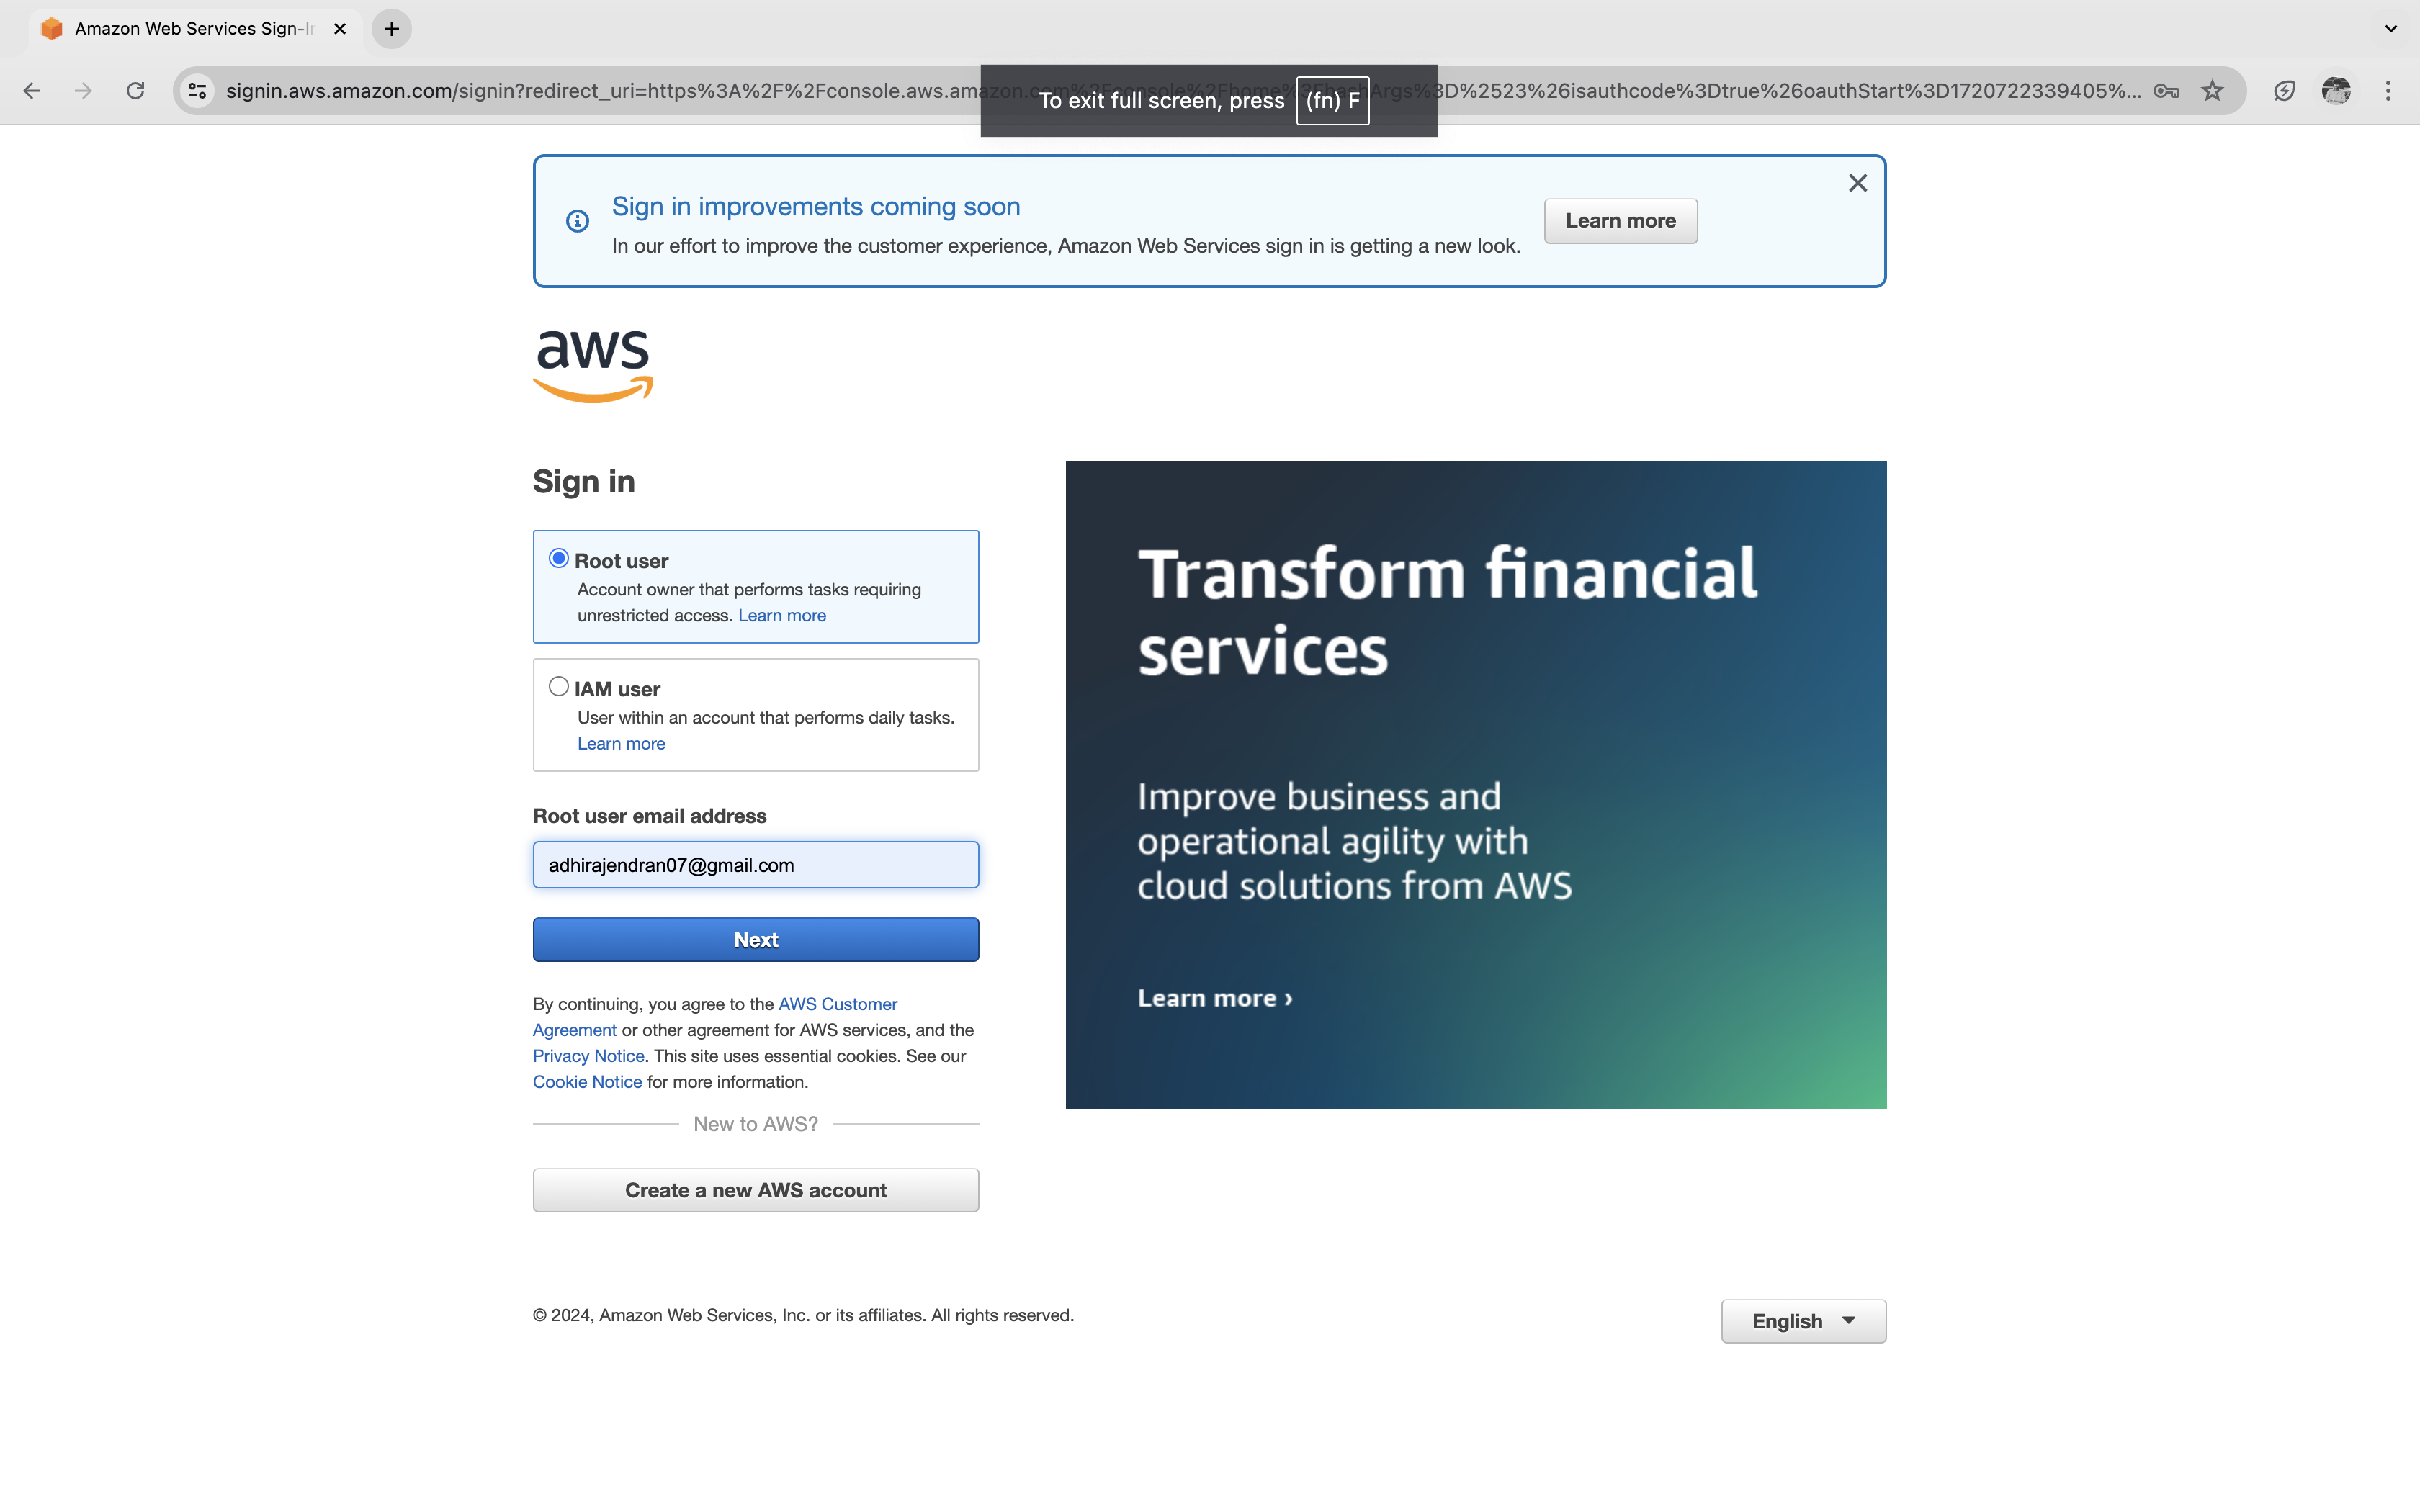 Amazon Web Services Sign-I
signin.aws.amazon.com/signin?redirect_uri=https%3A%2F%2Fconsole.aws.amazon.com%2Fconsole%2Fhome%3FhashArgs%3D%2523%26isauthcode%3Dtrue%26oauthStart%3D1720722339405%...
To exit full screen, press (fn) F
Sign in improvements coming soon
In our effort to improve the customer experience, Amazon Web Services sign in is getting a new look.
Learn more
aws
Sign in
Root user
Account owner that performs tasks requiring
unrestricted access. Learn more
IAM user
User within an account that performs daily tasks.
Learn more
Root user email address
adhirajendran07@gmail.com
Next
By continuing, you agree to the AWS Customer
Agreement or other agreement for AWS services, and the
Privacy Notice. This site uses essential cookies. See our
Cookie Notice for more information.
New to AWS?
Create a new AWS account
Transform financial
services
Improve business and
operational agility with
cloud solutions from AWS
Learn more ›
© 2024, Amazon Web Services, Inc. or its affiliates. All rights reserved.
English